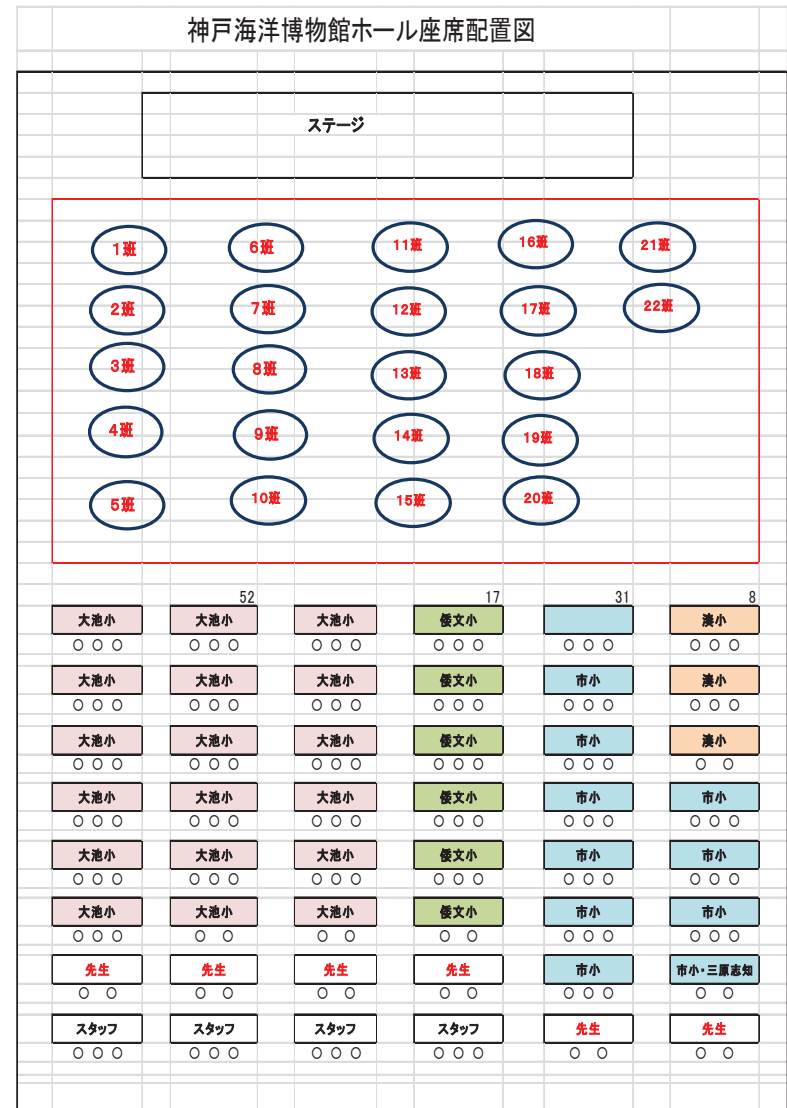 神戸海洋博物館ホール座席配置図
ステージ
1班 6班 11班 16班 21班
2班 7班 12班 17班 22班
3班 8班 13班 18班
4班 9班 14班 19班
5班 10班 15班 20班
52 17 31 8
大池小 大池小 大池小 倭文小 湊小
○ ○ ○ ○ ○ ○ ○ ○ ○ ○ ○ ○ ○ ○ ○ ○ ○ ○
大池小 大池小 大池小 倭文小 市小 湊小
○ ○ ○ ○ ○ ○ ○ ○ ○ ○ ○ ○ ○ ○ ○ ○ ○ ○
大池小 大池小 大池小 倭文小 市小 湊小
○ ○ ○ ○ ○ ○ ○ ○ ○ ○ ○ ○ ○ ○ ○ ○ ○
大池小 大池小 大池小 倭文小 市小 市小
○ ○ ○ ○ ○ ○ ○ ○ ○ ○ ○ ○ ○ ○ ○ ○ ○ ○
大池小 大池小 大池小 倭文小 市小 市小
○ ○ ○ ○ ○ ○ ○ ○ ○ ○ ○ ○ ○ ○ ○ ○ ○ ○
大池小 大池小 大池小 倭文小 市小 市小
○ ○ ○ ○ ○ ○ ○ ○ ○ ○ ○ ○ ○ ○ ○
先生 先生 先生 先生 市小 市小・三原志知
○ ○ ○ ○ ○ ○ ○ ○ ○ ○ ○ ○ ○
スタッフ スタッフ スタッフ スタッフ 先生 先生
○ ○ ○ ○ ○ ○ ○ ○ ○ ○ ○ ○ ○ ○ ○ ○